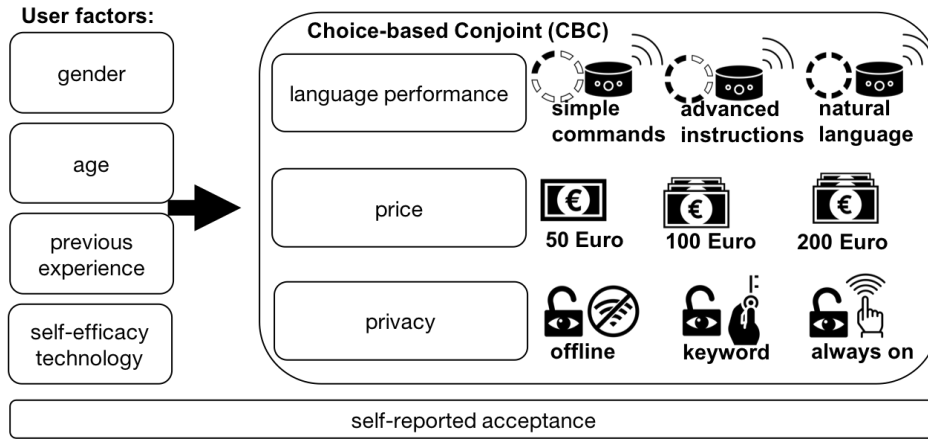 User factors:
gender
age
previous
experience
self-efficacy
technology
Choice-based Conjoint (CBC)
language performance
simple
commands
advanced
instructions
natural
language
price
€
50 Euro
€
100 Euro
€
200 Euro
privacy
offline
keyword
always on
self-reported acceptance